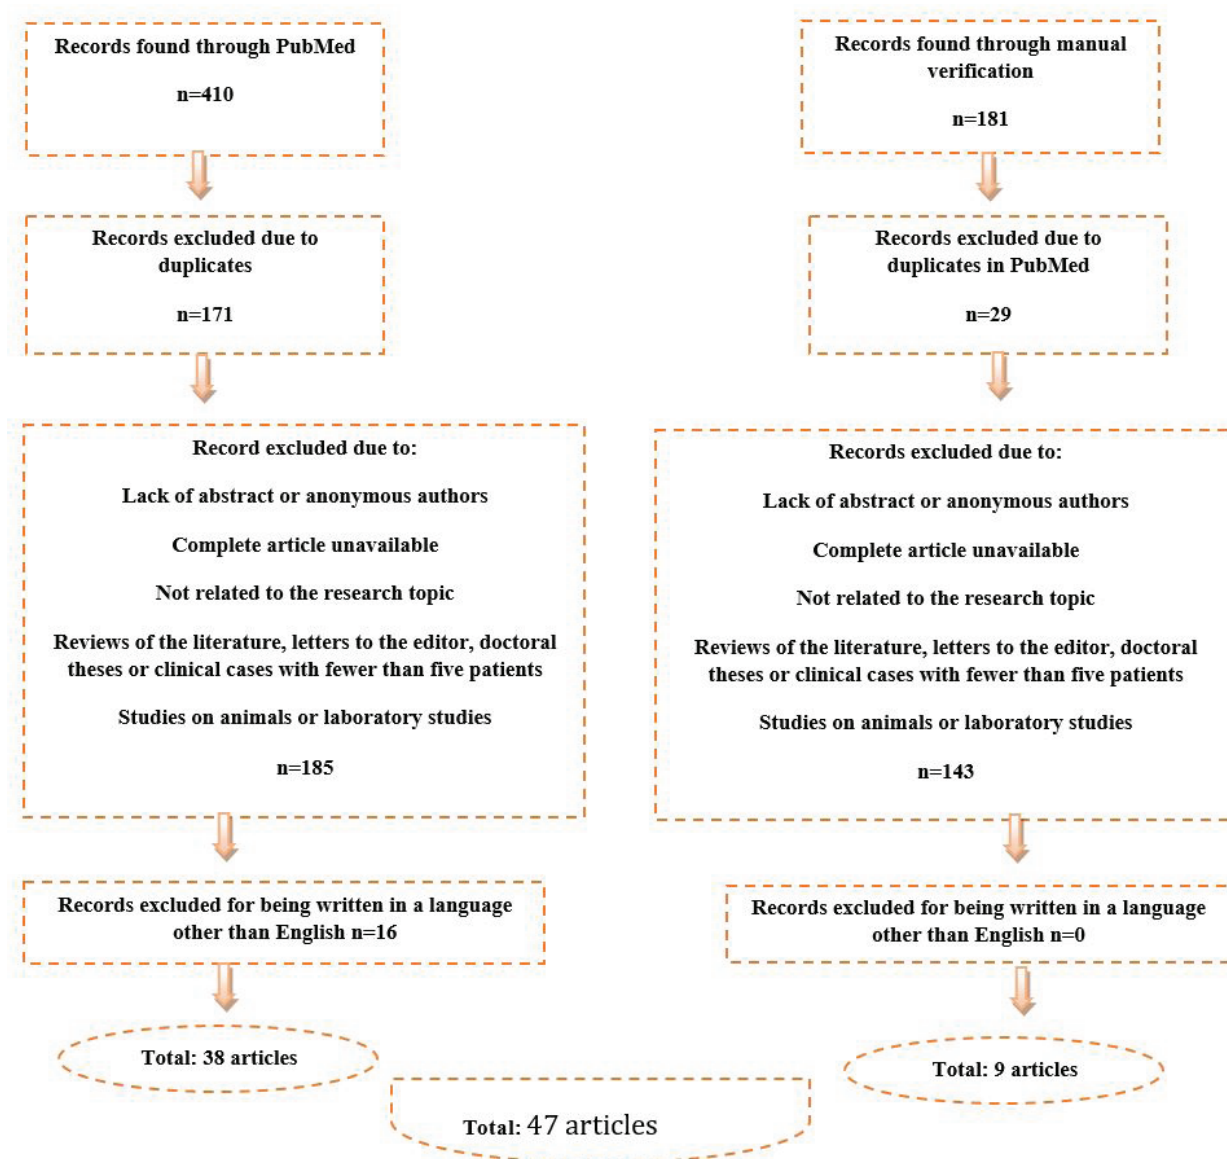 Records found through PubMed
n=410
Records excluded due to
duplicates
n=171
Record excluded due to:
Lack of abstract or anonymous authors
Complete article unavailable
Not related to the research topic
Reviews of the literature, letters to the editor, doctoral
theses or clinical cases with fewer than five patients
Studies on animals or laboratory studies
n=185
Records excluded for being written in a language
other than English n=16
Total: 38 articles
Records found through manual
verification
n=181
Records excluded due to
duplicates in PubMed
n=29
Records excluded due to:
Lack of abstract or anonymous authors
Complete article unavailable
Not related to the research topic
Reviews of the literature, letters to the editor, doctoral
theses or clinical cases with fewer than five patients
Studies on animals or laboratory studies
n=143
Records excluded for being written in a language
other than English n=0
Total: 9 articles
Total: 47 articles